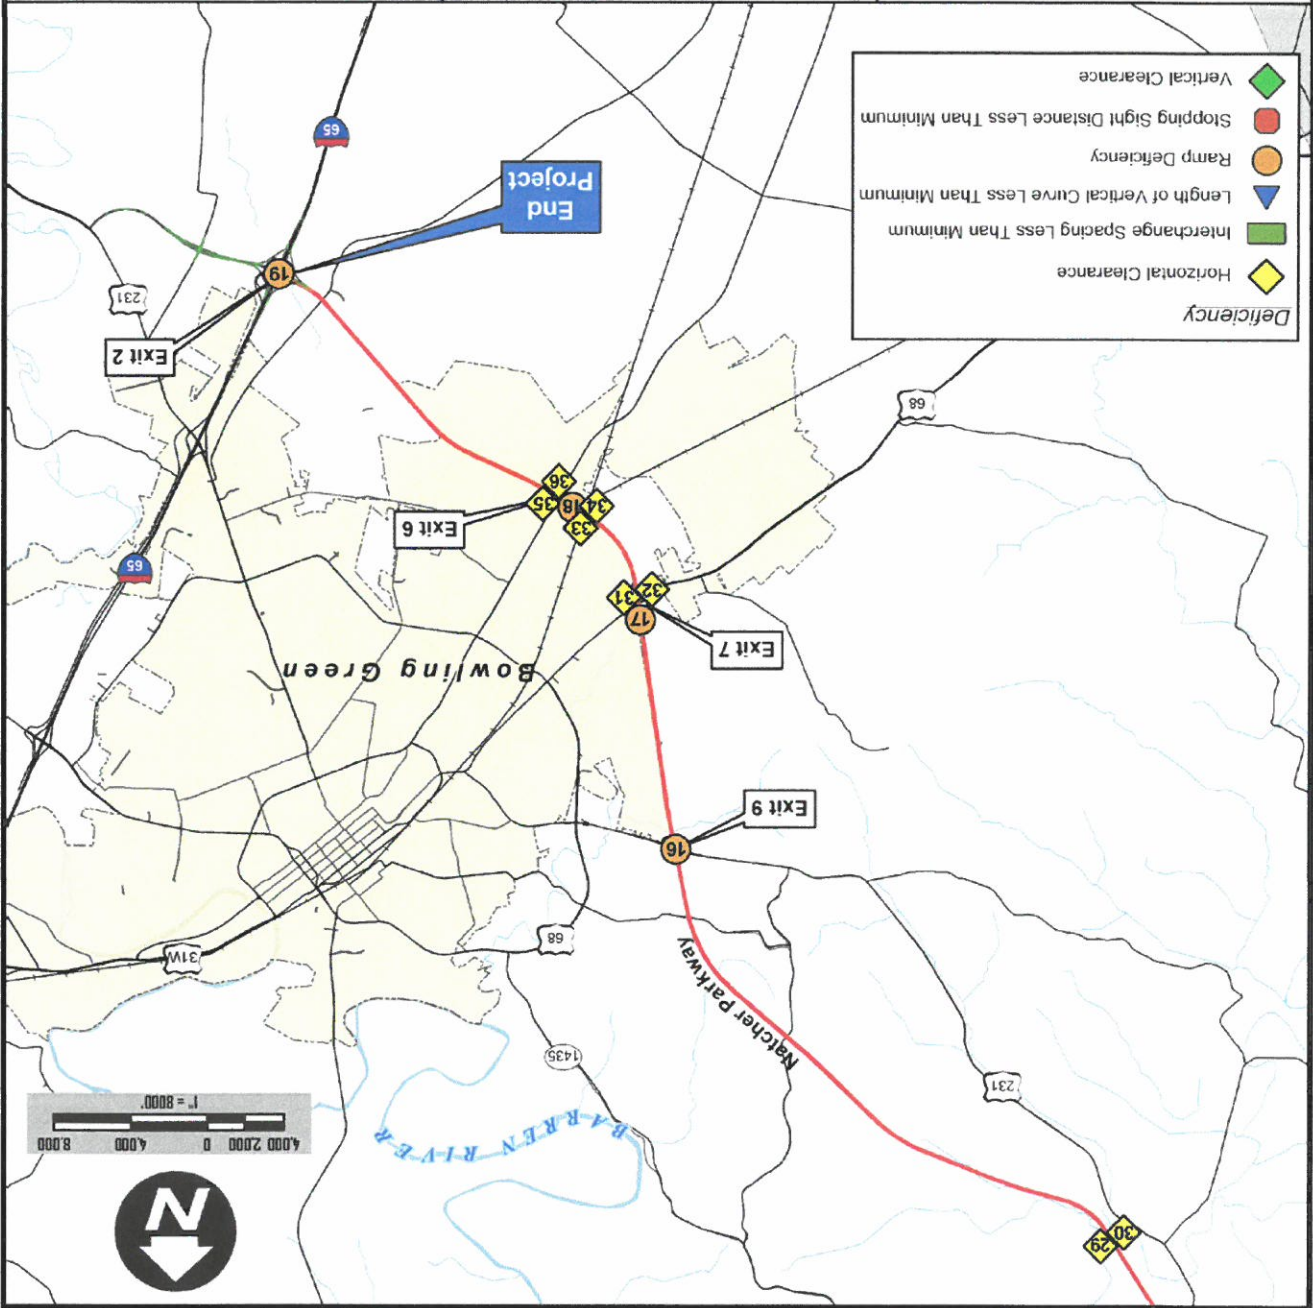 30
29
N
4,000 2,000 0 4,000 8,000
1" = 8000'
BARREN RIVER
231
1435
Natcher Parkway
31W
68
16
Exit 9
Bowling Green
Exit 7
17
32
31
65
33
34
18
35
36
Exit 6
68
Exit 2
231
19
End
Project
65
Deficiency
Horizontal Clearance
Interchange Spacing Less Than Minimum
Length of Vertical Curve Less Than Minimum
Ramp Deficiency
Stopping Sight Distance Less Than Minimum
Vertical Clearance